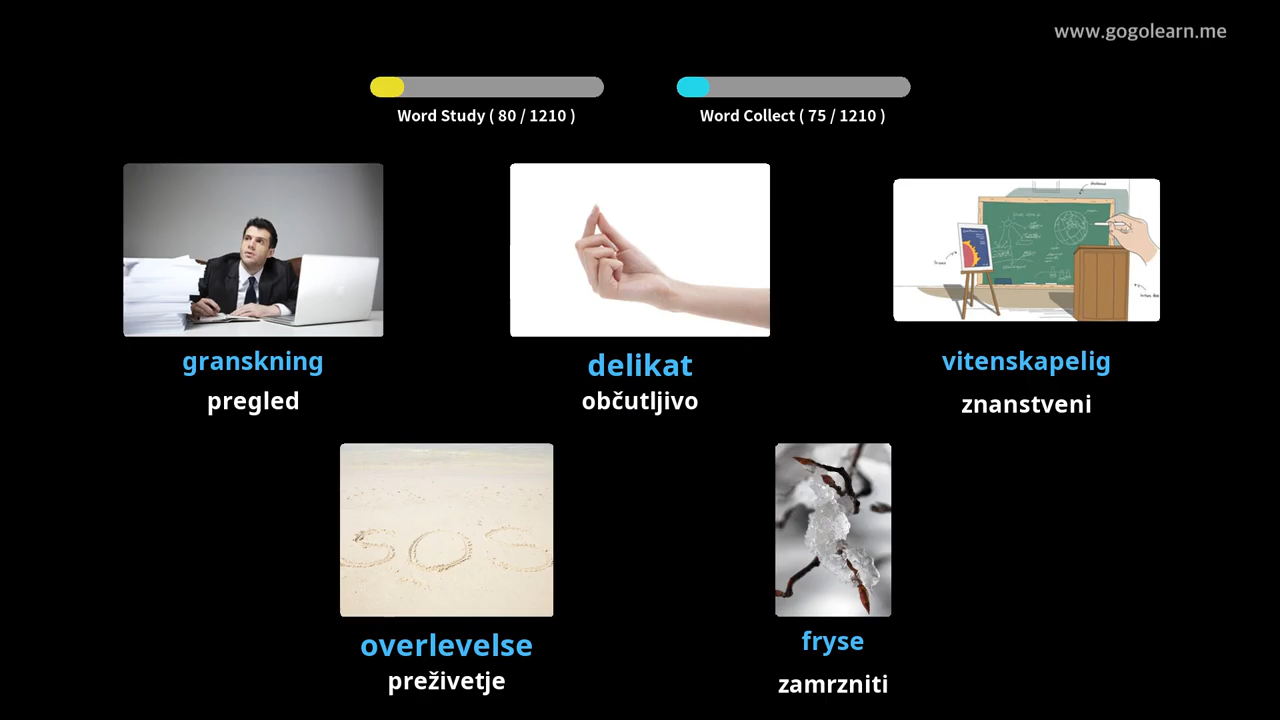 www.gogolearn.me
Word Study ( 80 / 1210 )
Word Collect ( 75 / 1210 )
granskning
pregled
delikat
občutljivo
vitenskapelig
znanstveni
SOS
overlevelse
preživetje
fryse
zamrzniti